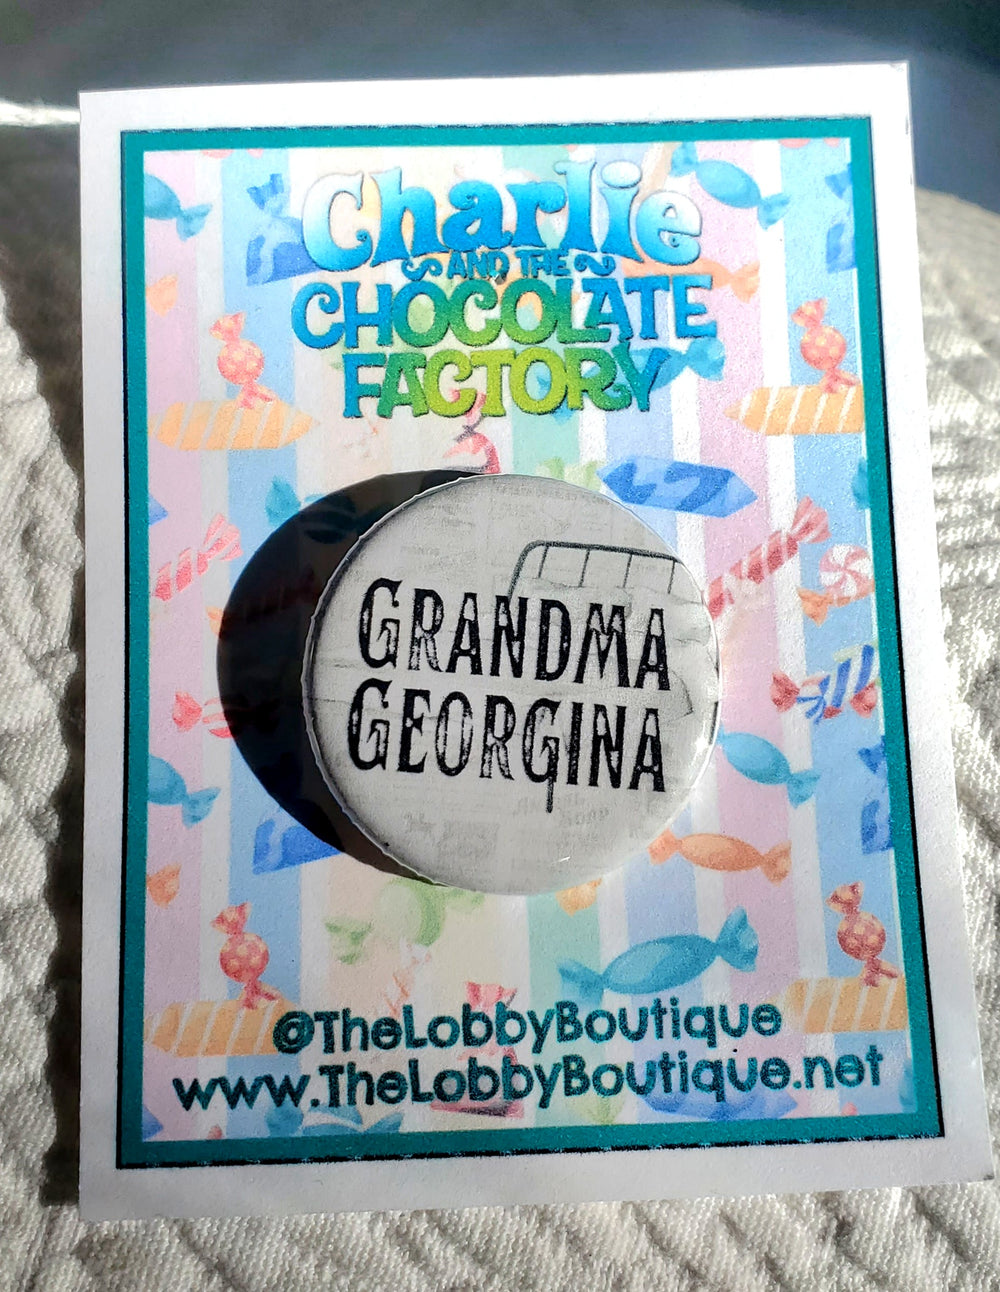 Charlie
AND THE
CHOCOLATE
FACTORY
GRANDMA
GEORGINA
@TheLobbyBoutique
www.TheLobbyBoutique.net